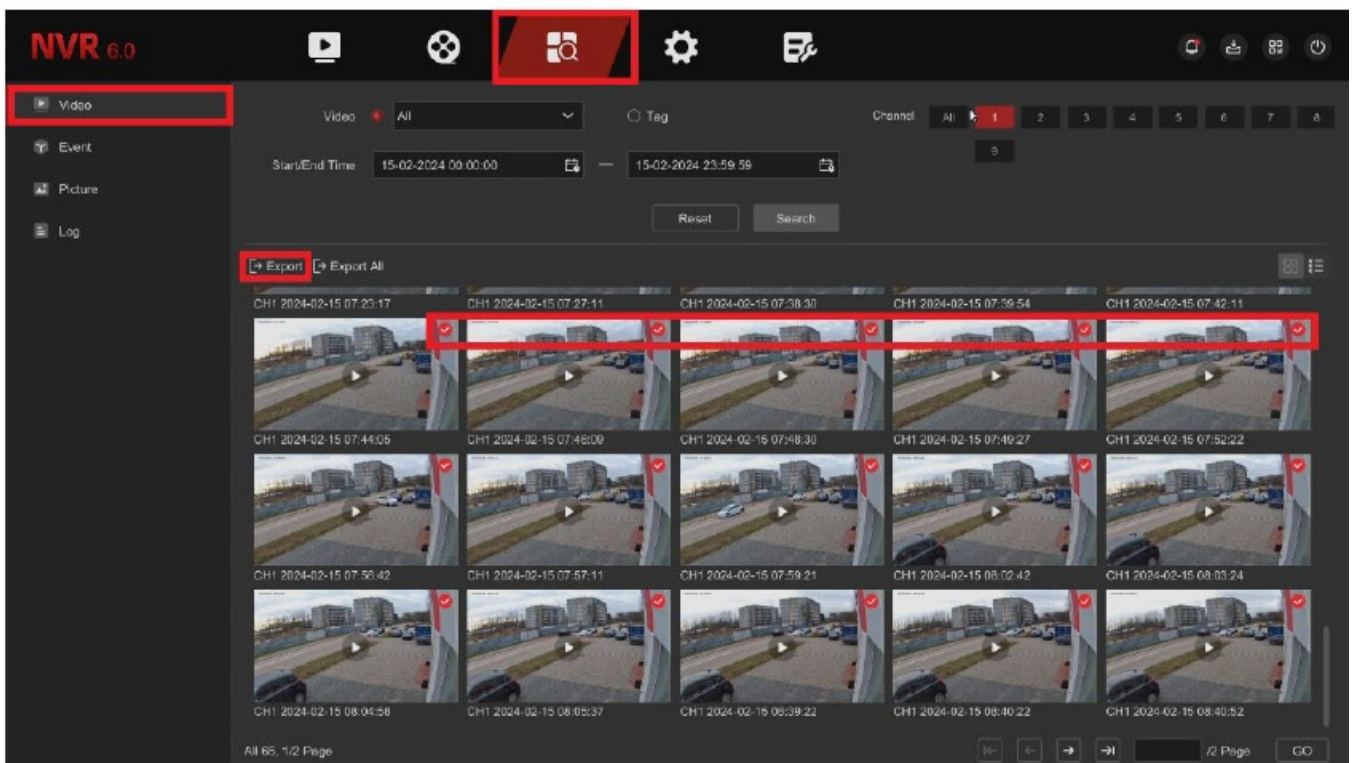 NVR 6.0
Video
Event
Picture
Log
Video All Tag
Channel All 1 2 3 4 5 6 7 8
9
Start/End Time 15-02-2024 00:00:00 — 15-02-2024 23:59:59
Reset Search
Export Export All
CH1 2024-02-15 07:23:17 CH1 2024-02-15 07:27:11 CH1 2024-02-15 07:38:30 CH1 2024-02-15 07:39:54 CH1 2024-02-15 07:42:11
CH1 2024-02-15 07:44:05 CH1 2024-02-15 07:46:09 CH1 2024-02-15 07:48:30 CH1 2024-02-15 07:49:27 CH1 2024-02-15 07:52:22
CH1 2024-02-15 07:56:42 CH1 2024-02-15 07:57:11 CH1 2024-02-15 07:59:21 CH1 2024-02-15 08:02:42 CH1 2024-02-15 08:03:24
CH1 2024-02-15 08:04:58 CH1 2024-02-15 08:05:37 CH1 2024-02-15 08:39:22 CH1 2024-02-15 08:40:22 CH1 2024-02-15 08:40:52
All 65, 1/2 Page
/2 Page GO